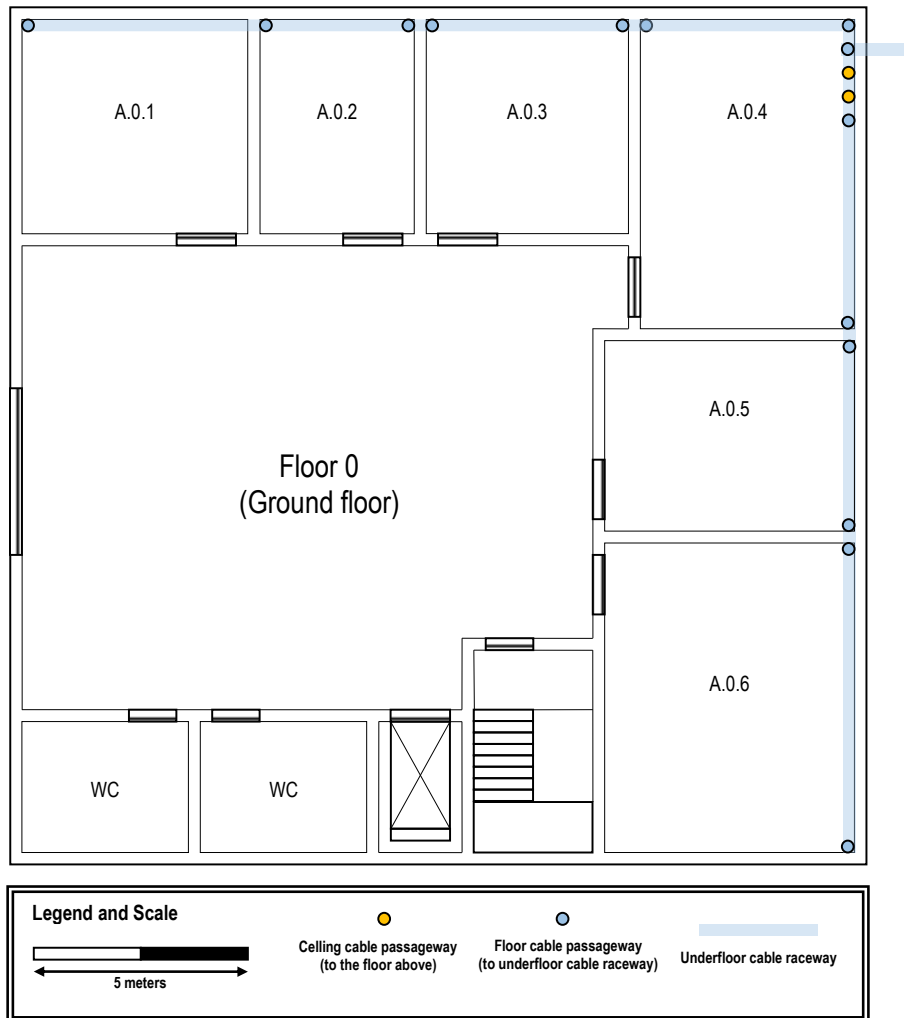 A.0.1
A.0.2
A.0.3
A.0.4
A.0.5
Floor 0
(Ground floor)
A.0.6
WC
WC
Legend and Scale
5 meters
Celling cable passageway
(to the floor above)
Floor cable passageway
(to underfloor cable raceway)
Underfloor cable raceway